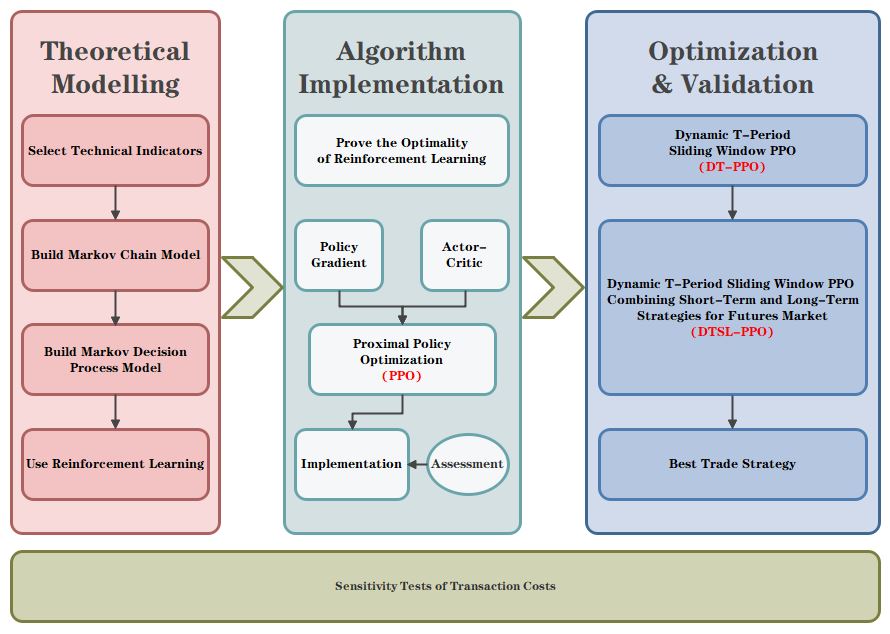 Theoretical
Modelling
Select Technical Indicators
Build Markov Chain Model
Build Markov Decision
Process Model
Use Reinforcement Learning
Algorithm
Implementation
Prove the Optimality
of Reinforcement Learning
Policy
Gradient
Actor-
Critic
Proximal Policy
Optimization
(PPO)
Implementation
Assessment
Optimization
& Validation
Dynamic T-Period
Sliding Window PPO
(DT-PPO)
Dynamic T-Period Sliding Window PPO
Combining Short-Term and Long-Term
Strategies for Futures Market
(DTSL-PPO)
Best Trade Strategy
Sensitivity Tests of Transaction Costs